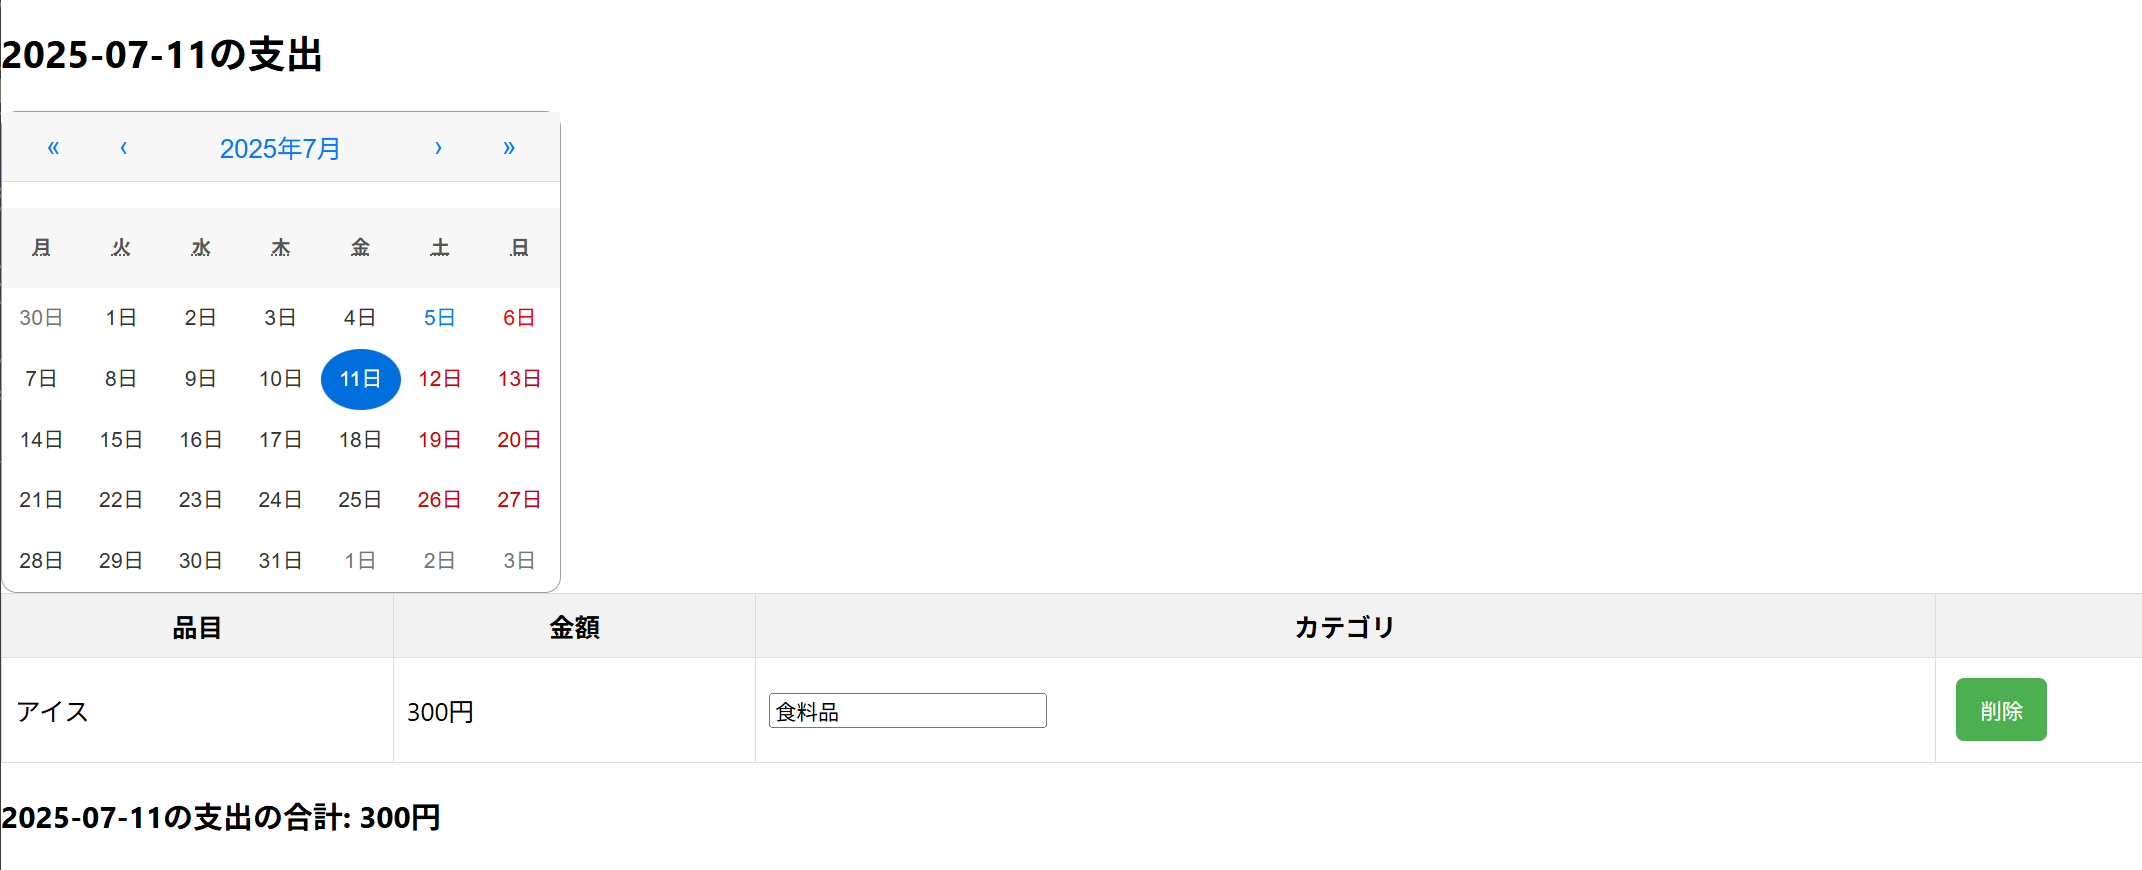 2025-07-11の支出
« ‹ 2025年7月 › »
月 火 水 木 金 土 日
30日 1日 2日 3日 4日 5日 6日
7日 8日 9日 10日 11日 12日 13日
14日 15日 16日 17日 18日 19日 20日
21日 22日 23日 24日 25日 26日 27日
28日 29日 30日 31日 1日 2日 3日
品目 金額 カテゴリ
アイス 300円 食料品 削除
2025-07-11の支出の合計: 300円